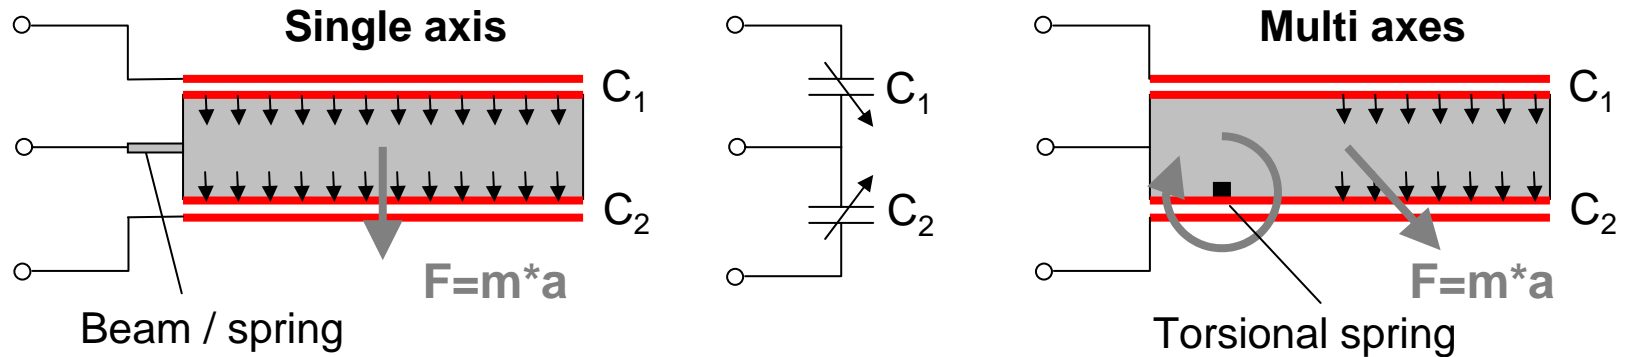 Single axis
C₁
C₂
F=m*a
Beam / spring
C₁
C₂
Multi axes
C₁
C₂
F=m*a
Torsional spring